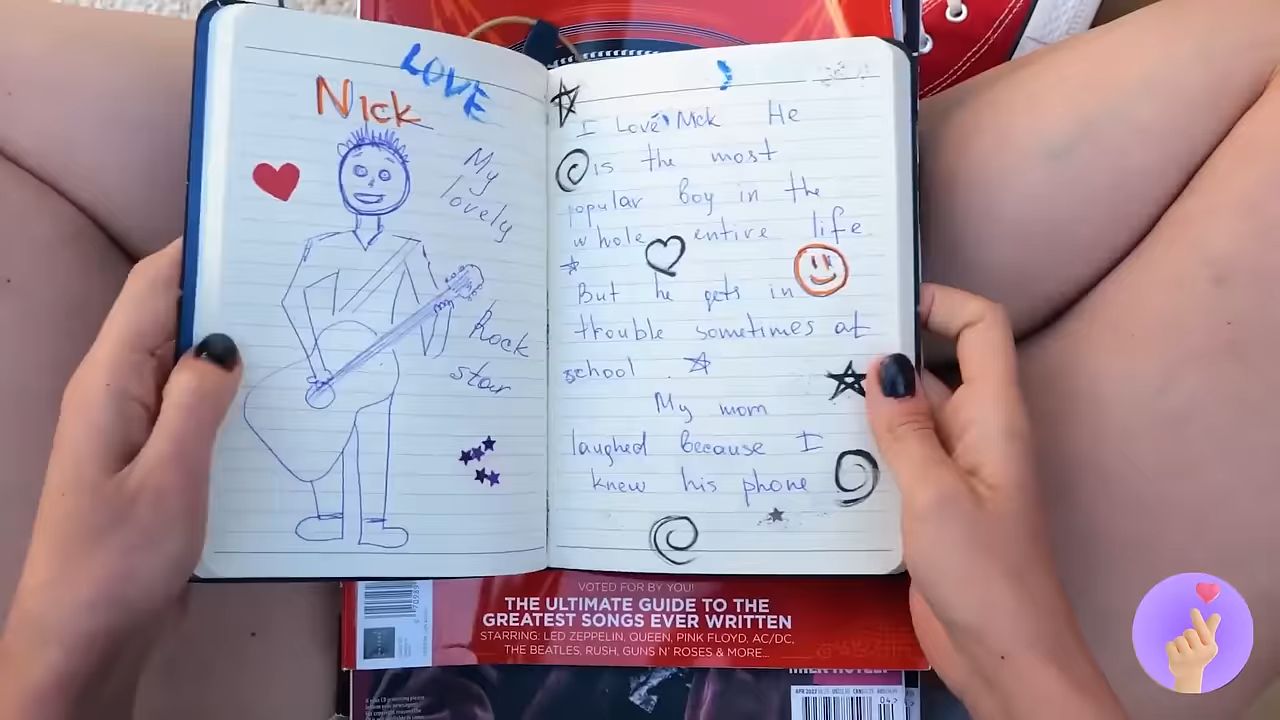 LOVE
Nick
My
lovely
Rock
star
I Love Nick He
is the most
popular boy in the
whole entire life
But he gets in
trouble sometimes at
school.
My mom
laughed because I
knew his phone
VOTED FOR BY YOU!
THE ULTIMATE GUIDE TO THE
GREATEST SONGS EVER WRITTEN
STARRING: LED ZEPPELIN, QUEEN, PINK FLOYD, AC/DC,
THE BEATLES, RUSH, GUNS N' ROSES & MORE...
APR 2022
04>